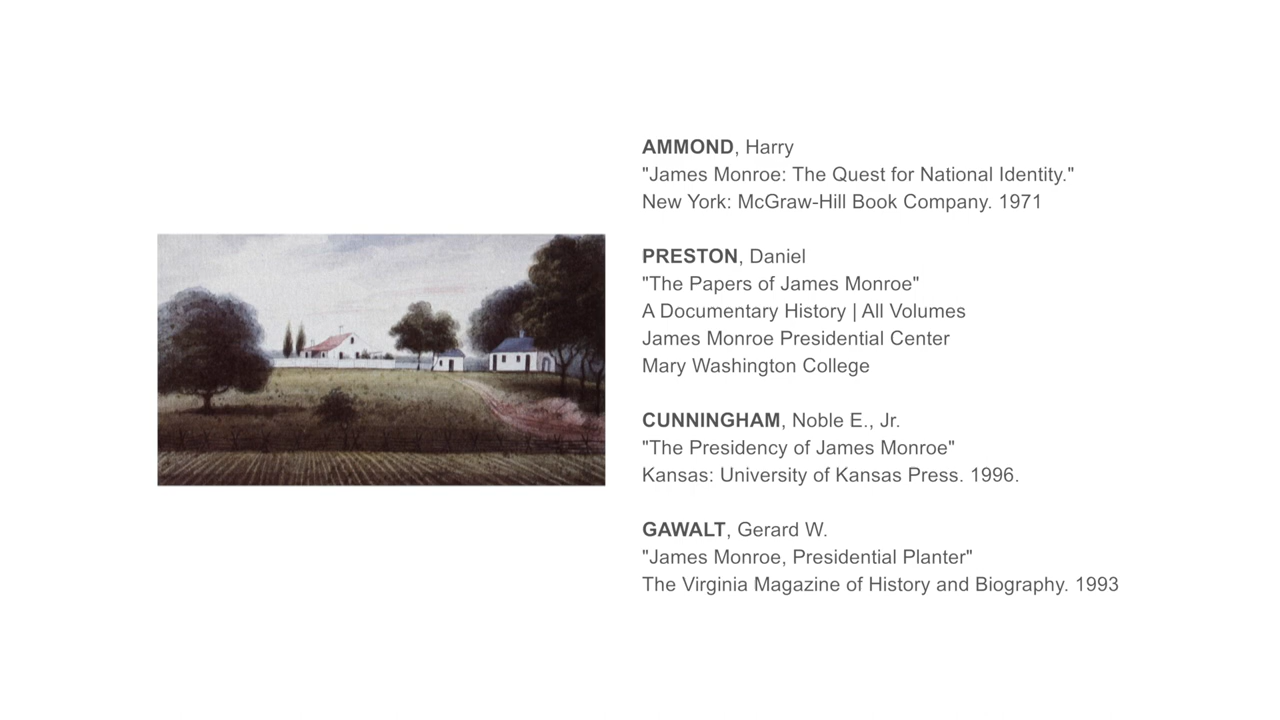 AMMOND, Harry
"James Monroe: The Quest for National Identity."
New York: McGraw-Hill Book Company. 1971
PRESTON, Daniel
"The Papers of James Monroe"
A Documentary History | All Volumes
James Monroe Presidential Center
Mary Washington College
CUNNINGHAM, Noble E., Jr.
"The Presidency of James Monroe"
Kansas: University of Kansas Press. 1996.
GAWALT, Gerard W.
"James Monroe, Presidential Planter"
The Virginia Magazine of History and Biography. 1993